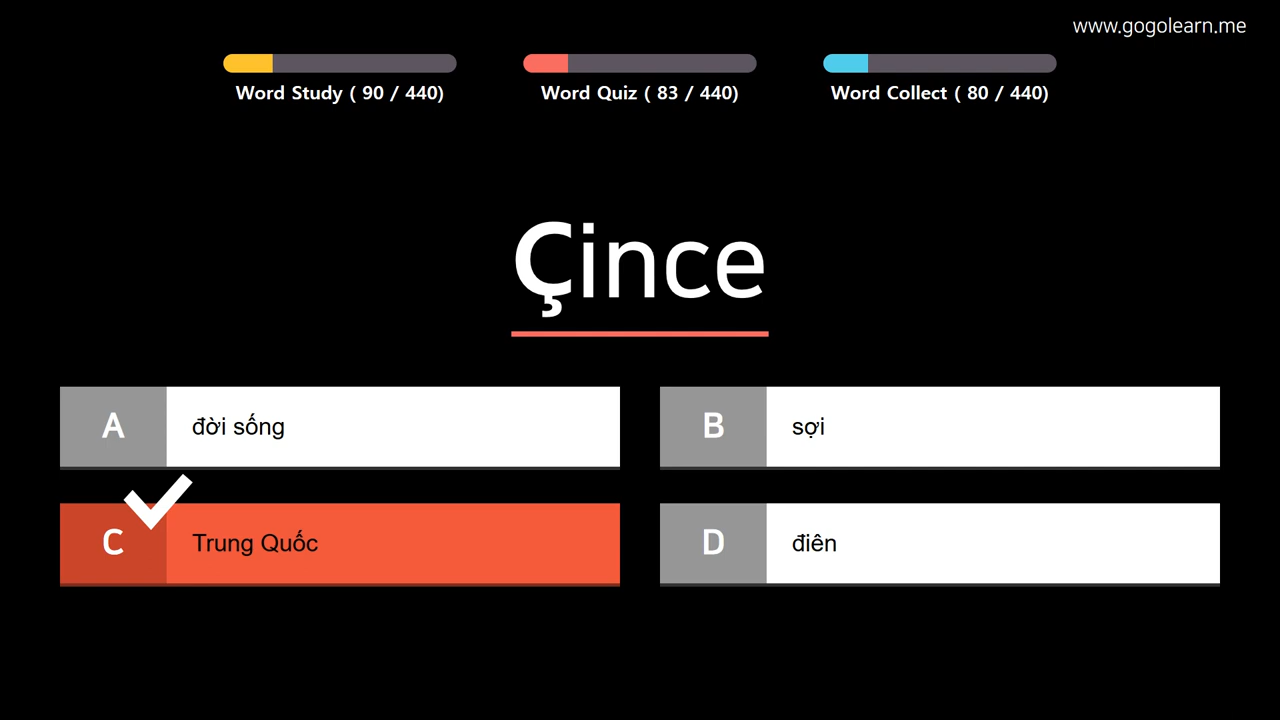 www.gogolearn.me
Word Study ( 90 / 440)
Word Quiz ( 83 / 440)
Word Collect ( 80 / 440)
Çince
A đời sống
B sợi
C Trung Quốc
D điên